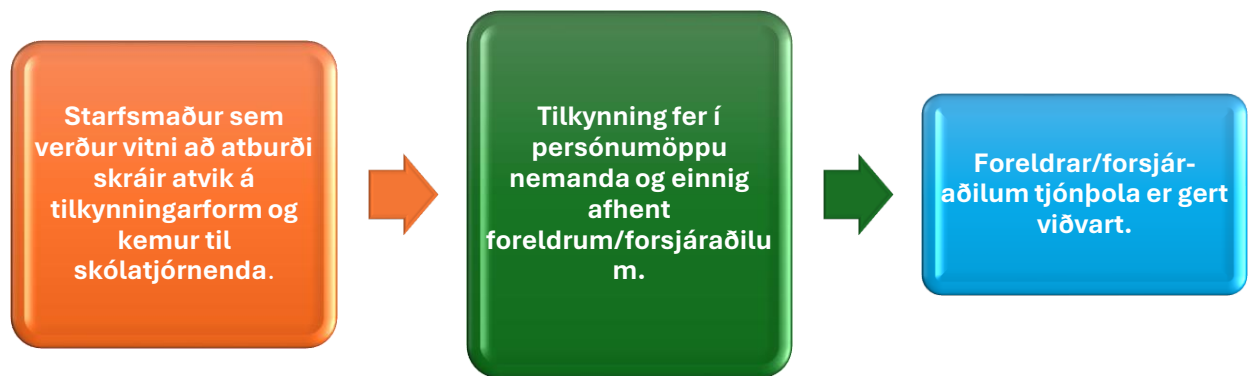 Starfsmaður sem
verður vitni að atburði
skráir atvik á
tilkynningarform og
kemur til
skólatjórnenda.
Tilkynning fer í
persónumöppu
nemanda og einnig
afhent
foreldrum/forsjáraðilu
m.
Foreldrar/forsjár-
aðilum tjónþola er gert
viðvart.